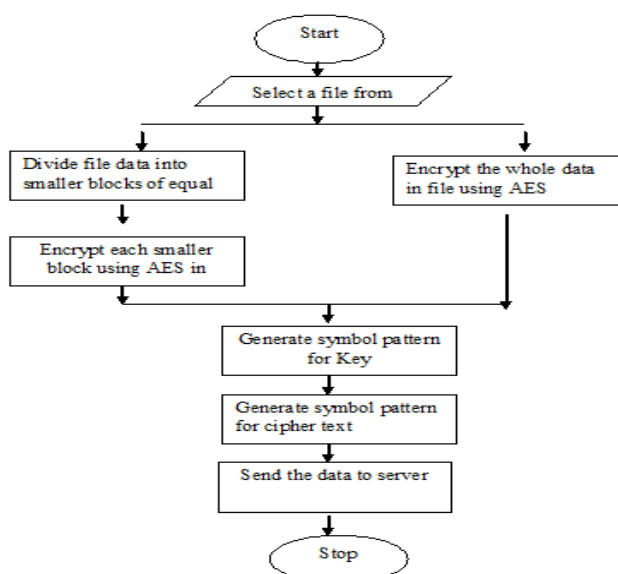 Start
Select a file from
Divide file data into
smaller blocks of equal
Encrypt each smaller
block using AES in
Encrypt the whole data
in file using AES
Generate symbol pattern
for Key
Generate symbol pattern
for cipher text
Send the data to server
Stop